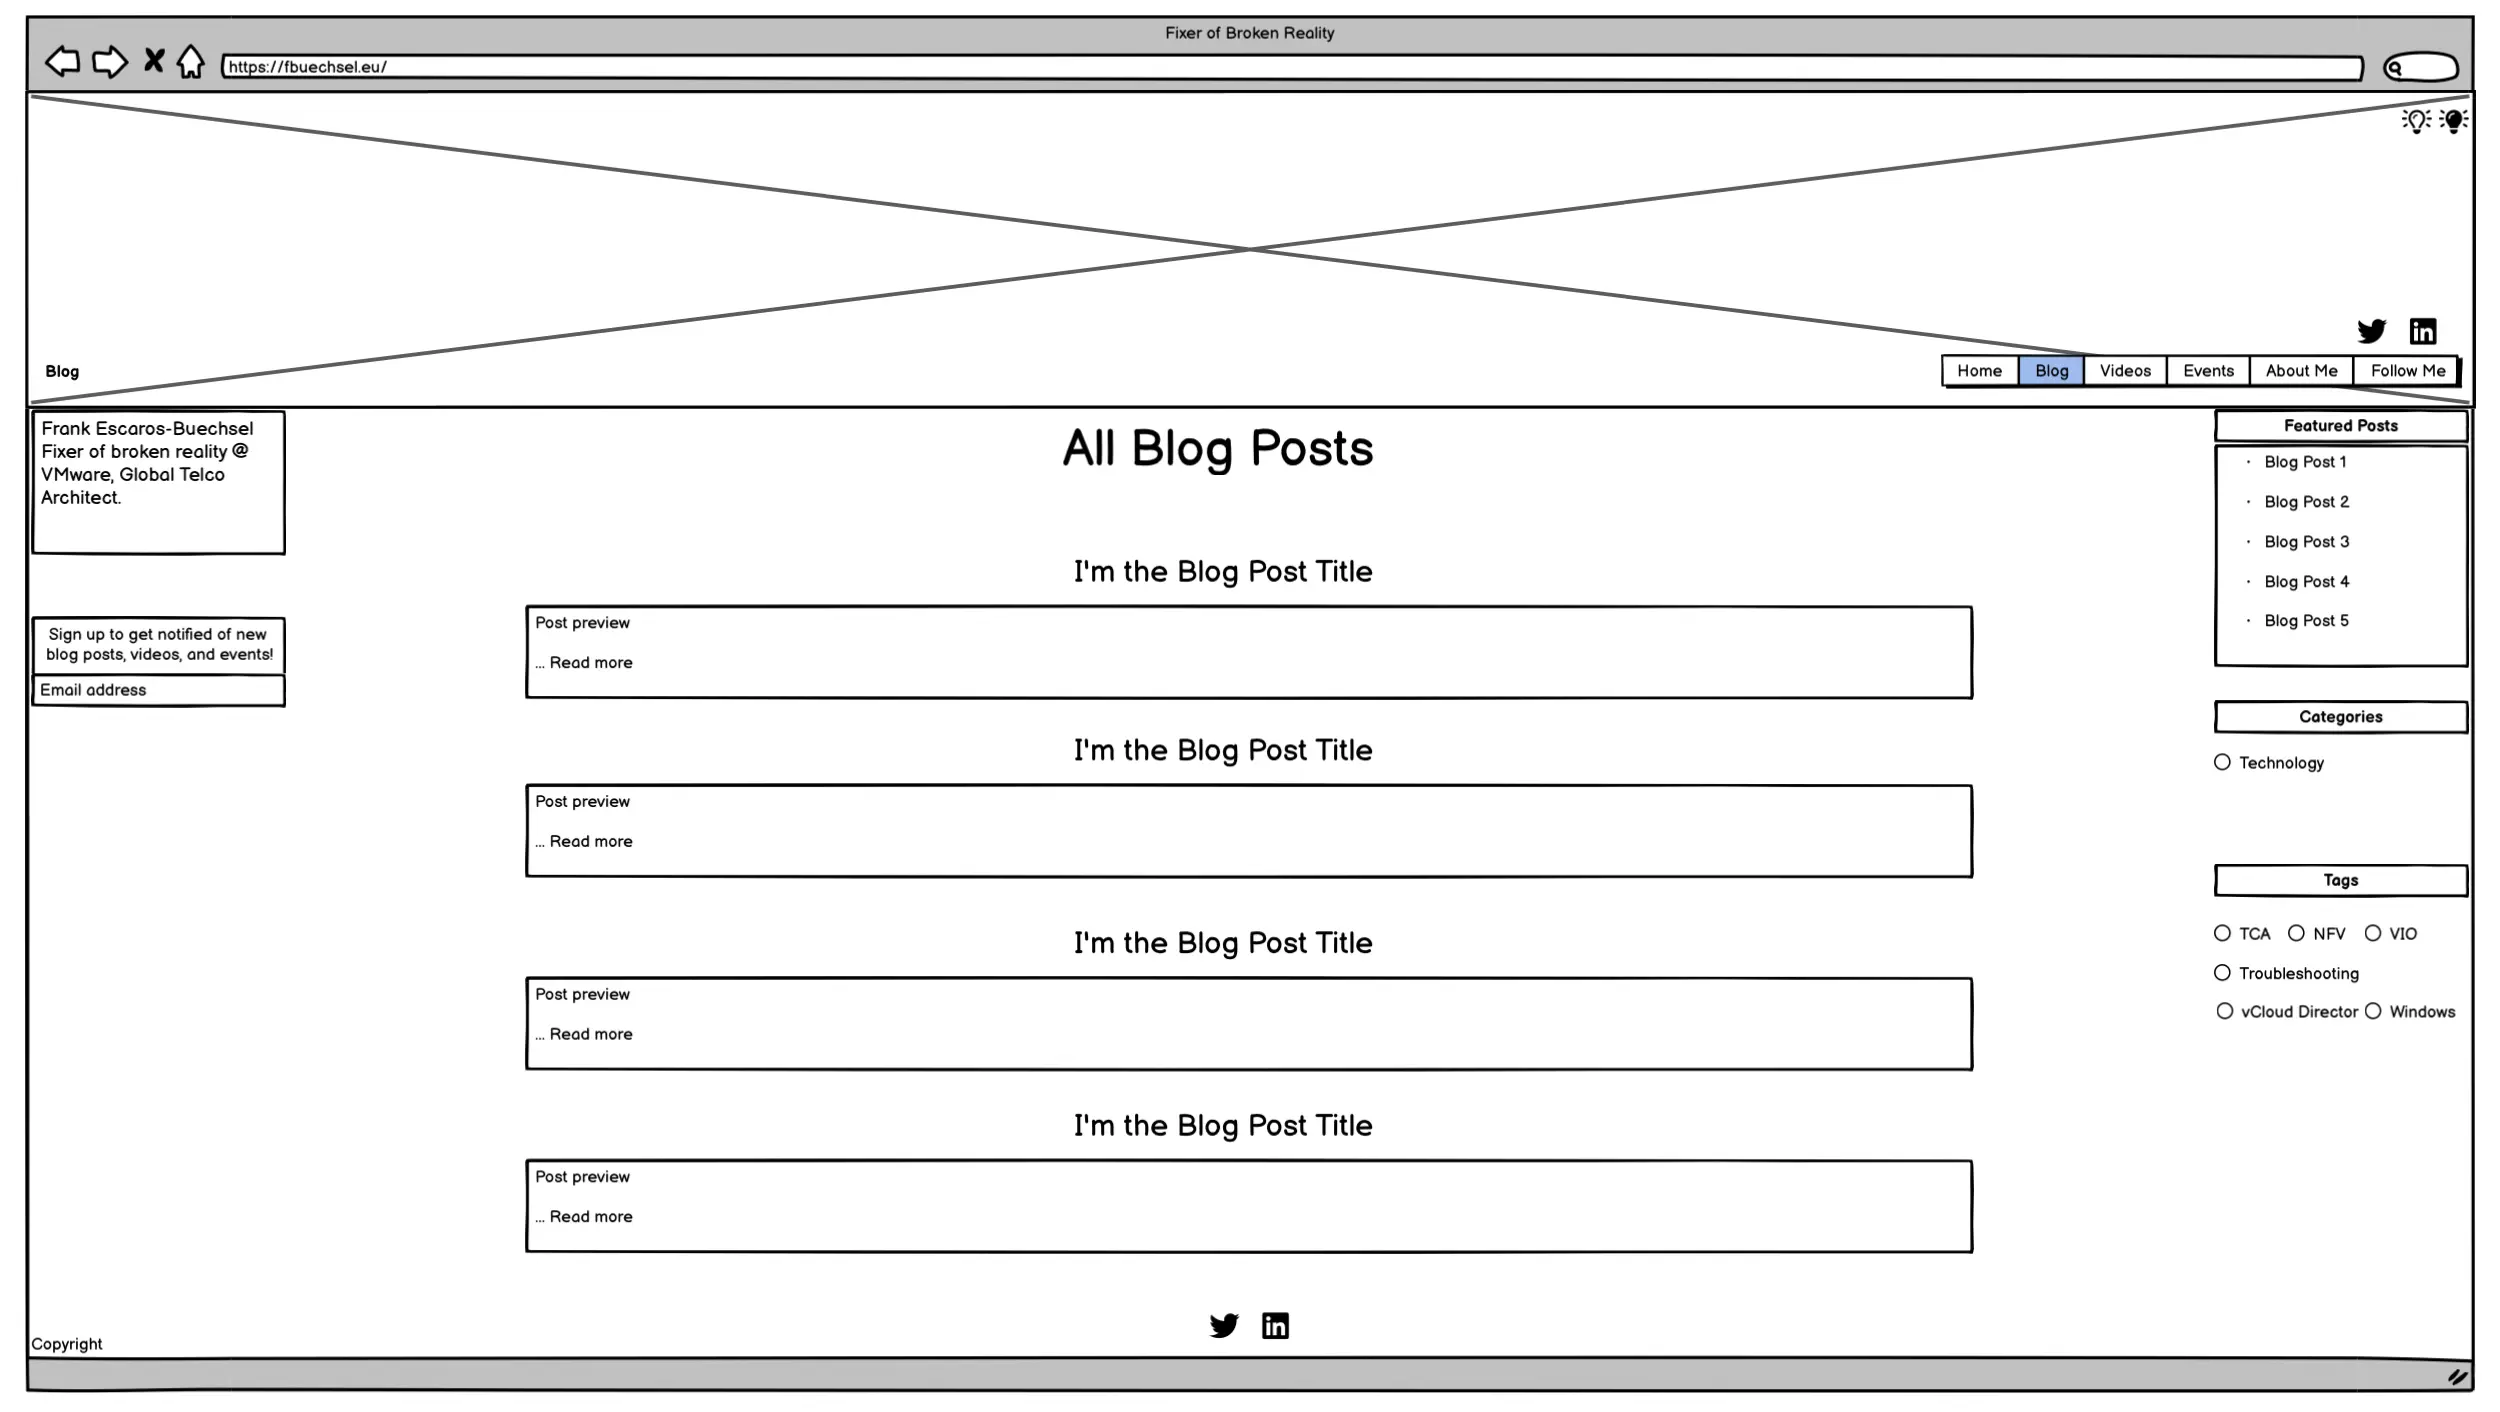 Fixer of Broken Reality
https://fbuechsel.eu/
Blog
Home Blog Videos Events About Me Follow Me
Frank Escaros-Buechsel
Fixer of broken reality @
VMware, Global Telco
Architect.
Sign up to get notified of new
blog posts, videos, and events!
Email address
All Blog Posts
I'm the Blog Post Title
Post preview
... Read more
I'm the Blog Post Title
Post preview
... Read more
I'm the Blog Post Title
Post preview
... Read more
I'm the Blog Post Title
Post preview
... Read more
Featured Posts
· Blog Post 1
· Blog Post 2
· Blog Post 3
· Blog Post 4
· Blog Post 5
Categories
Technology
Tags
TCA NFV VIO
Troubleshooting
vCloud Director Windows
in
in
Copyright